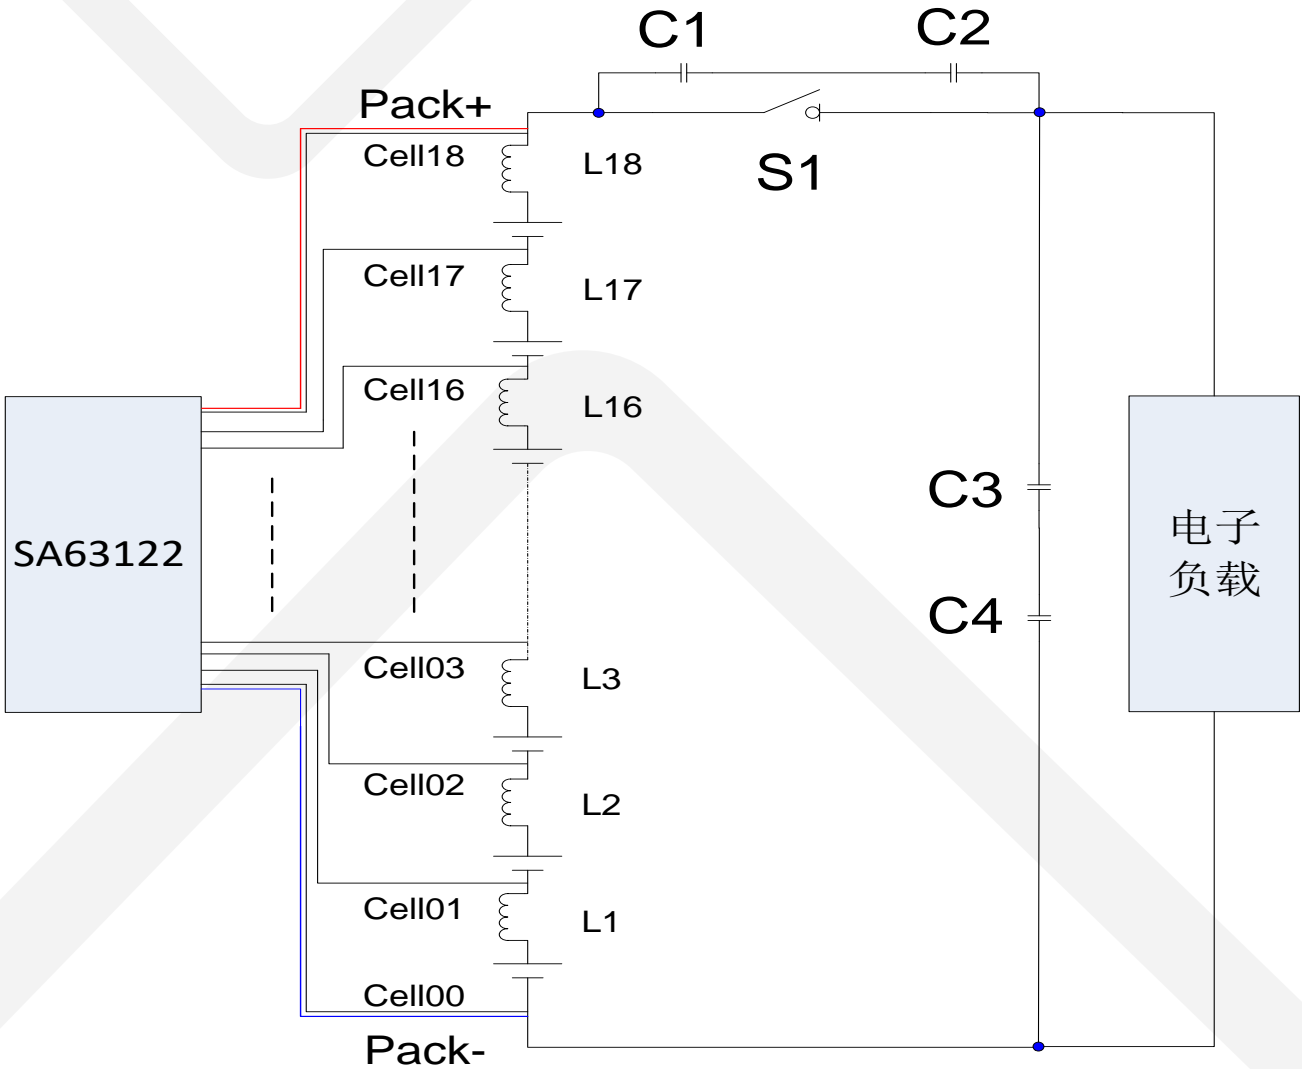 C1
C2
Pack+
Cell18
L18
S1
Cell17
L17
Cell16
L16
SA63122
C3
电子
负载
C4
Cell03
L3
Cell02
L2
Cell01
L1
Cell00
Pack-